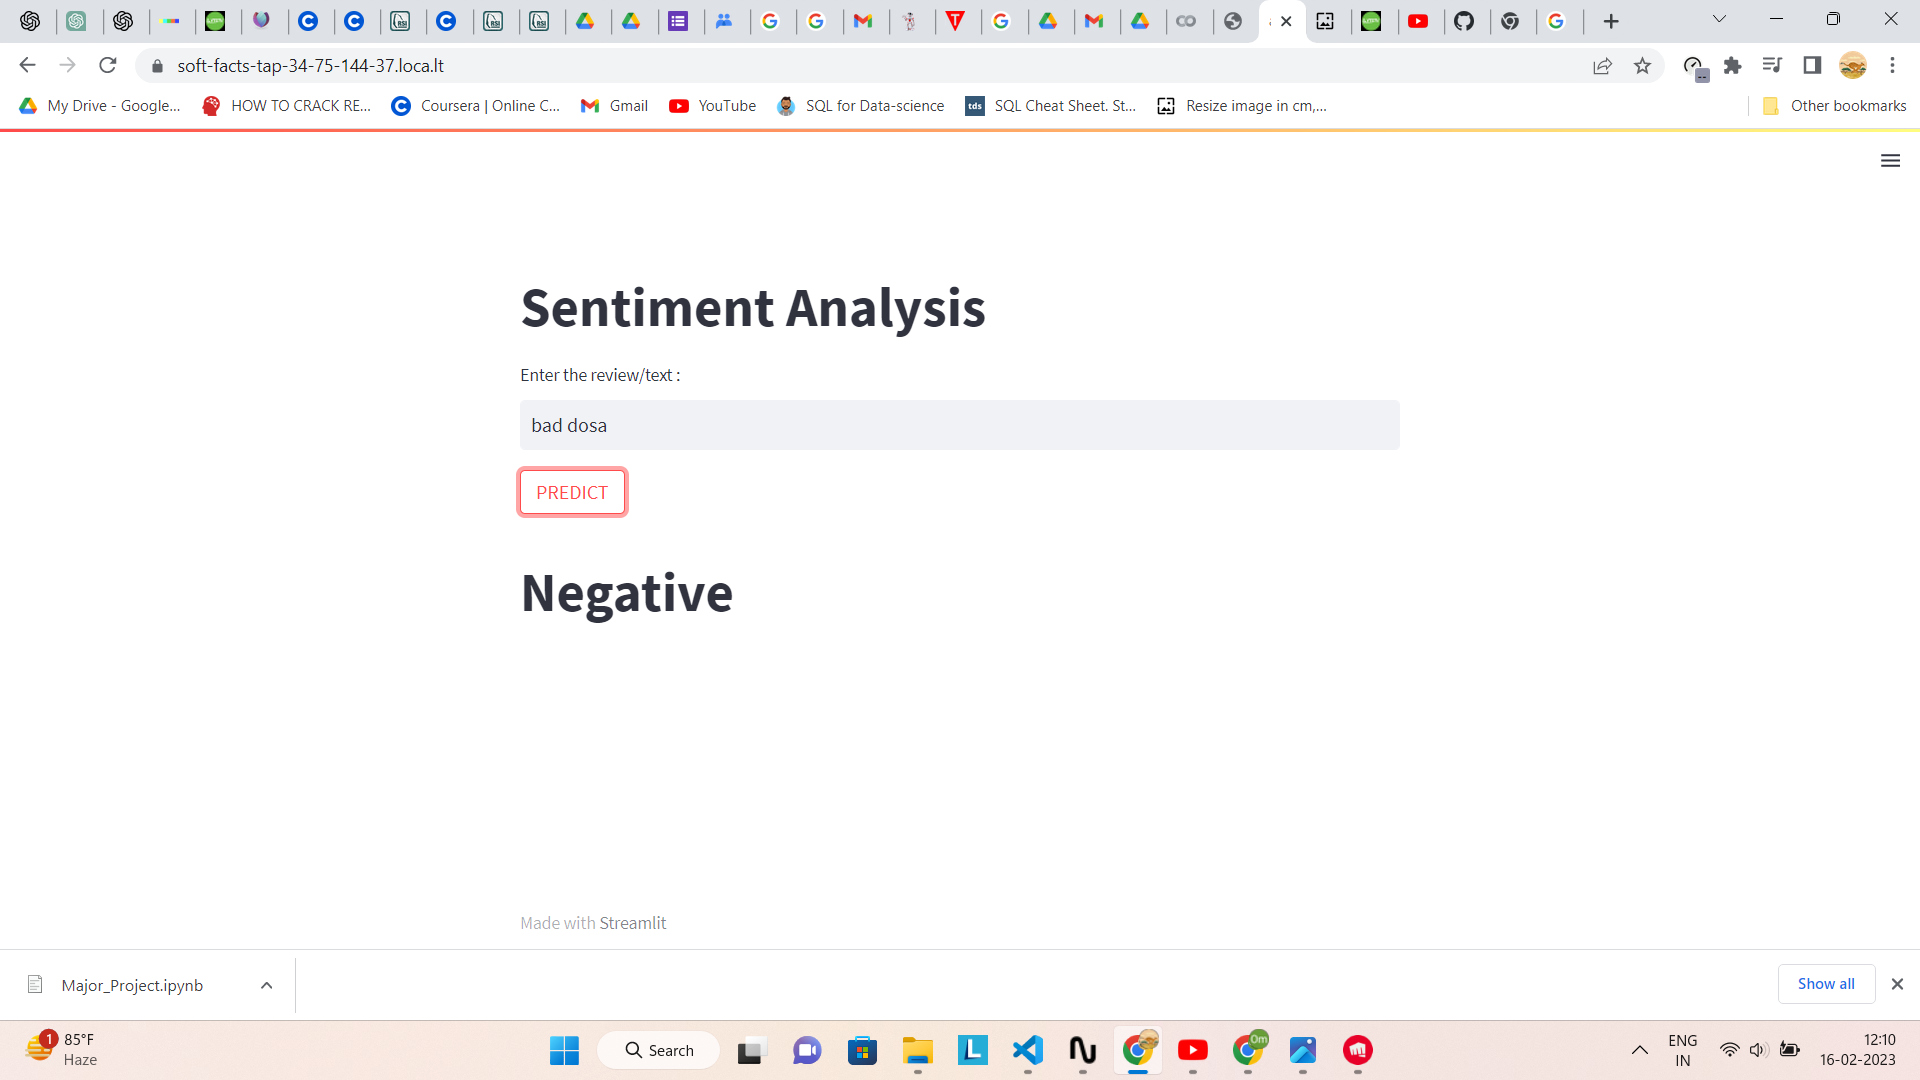 soft-facts-tap-34-75-144-37.loca.lt
My Drive - Google... HOW TO CRACK RE... Coursera | Online C... Gmail YouTube SQL for Data-science tds SQL Cheat Sheet. St... Resize image in cm,... Other bookmarks
Sentiment Analysis
Enter the review/text :
bad dosa
PREDICT
Negative
Made with Streamlit
Major_Project.ipynb
Show all
1
85°F
Haze
Search
Om
ENG
IN
12:10
16-02-2023